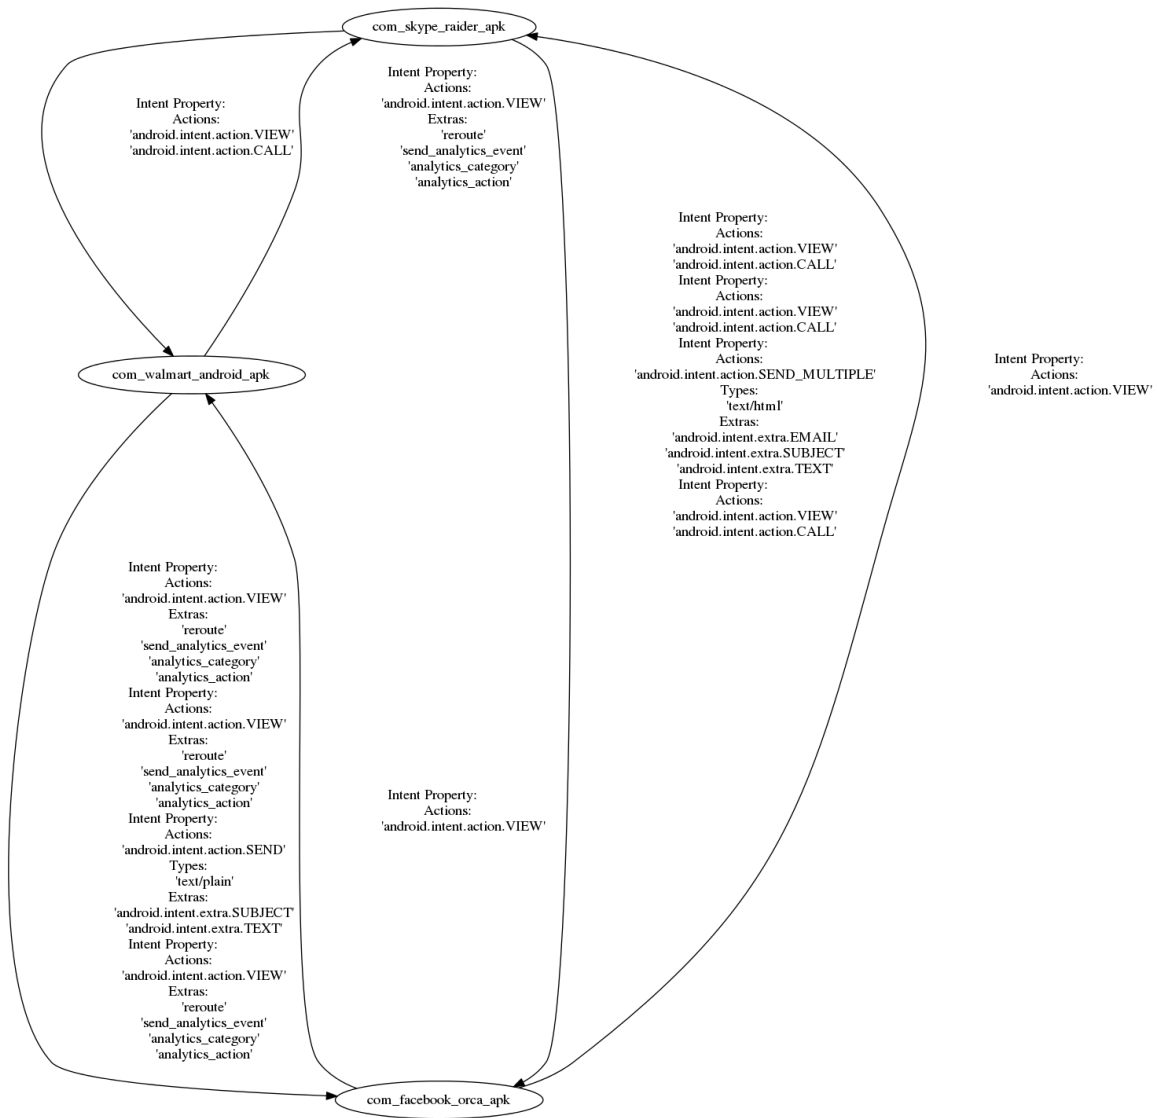 com_skype_raider_apk
Intent Property:
Actions:
'android.intent.action.VIEW'
'android.intent.action.CALL'
Intent Property:
Actions:
'android.intent.action.VIEW'
Extras:
'reroute'
'send_analytics_event'
'analytics_category'
'analytics_action'
Intent Property:
Actions:
'android.intent.action.VIEW'
'android.intent.action.CALL'
Intent Property:
Actions:
'android.intent.action.VIEW'
'android.intent.action.CALL'
Intent Property:
Actions:
'android.intent.action.SEND_MULTIPLE'
Types:
'text/html'
Extras:
'android.intent.extra.EMAIL'
'android.intent.extra.SUBJECT'
'android.intent.extra.TEXT'
Intent Property:
Actions:
'android.intent.action.VIEW'
'android.intent.action.CALL'
Intent Property:
Actions:
'android.intent.action.VIEW'
com_walmart_android_apk
Intent Property:
Actions:
'android.intent.action.VIEW'
Extras:
'reroute'
'send_analytics_event'
'analytics_category'
'analytics_action'
Intent Property:
Actions:
'android.intent.action.VIEW'
Extras:
'reroute'
'send_analytics_event'
'analytics_category'
'analytics_action'
Intent Property:
Actions:
'android.intent.action.SEND'
Types:
'text/plain'
Extras:
'android.intent.extra.SUBJECT'
'android.intent.extra.TEXT'
Intent Property:
Actions:
'android.intent.action.VIEW'
Extras:
'reroute'
'send_analytics_event'
'analytics_category'
'analytics_action'
Intent Property:
Actions:
'android.intent.action.VIEW'
com_facebook_orca_apk